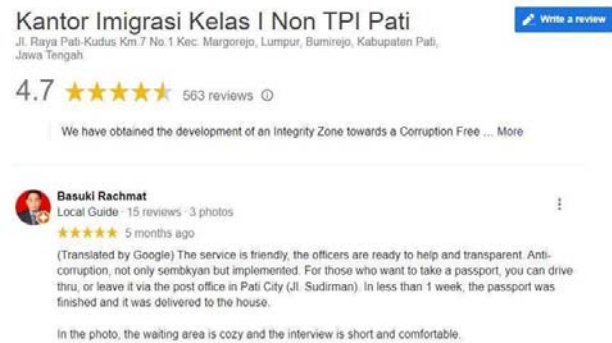 Kantor Imigrasi Kelas I Non TPI Pati
Write a review
Jl. Raya Pati-Kudus Km.7 No.1 Kec. Margorejo, Lumpur, Bumirejo, Kabupaten Pati,
Jawa Tengah
4.7 563 reviews
We have obtained the development of an Integrity Zone towards a Corruption Free ... More
Basuki Rachmat
Local Guide · 15 reviews · 3 photos
5 months ago
(Translated by Google) The service is friendly, the officers are ready to help and transparent. Anti-
corruption, not only sembkyan but implemented. For those who want to take a passport, you can drive
thru, or leave it via the post office in Pati City (Jl. Sudirman). In less than 1 week, the passport was
finished and it was delivered to the house.
In the photo, the waiting area is cozy and the interview is short and comfortable.